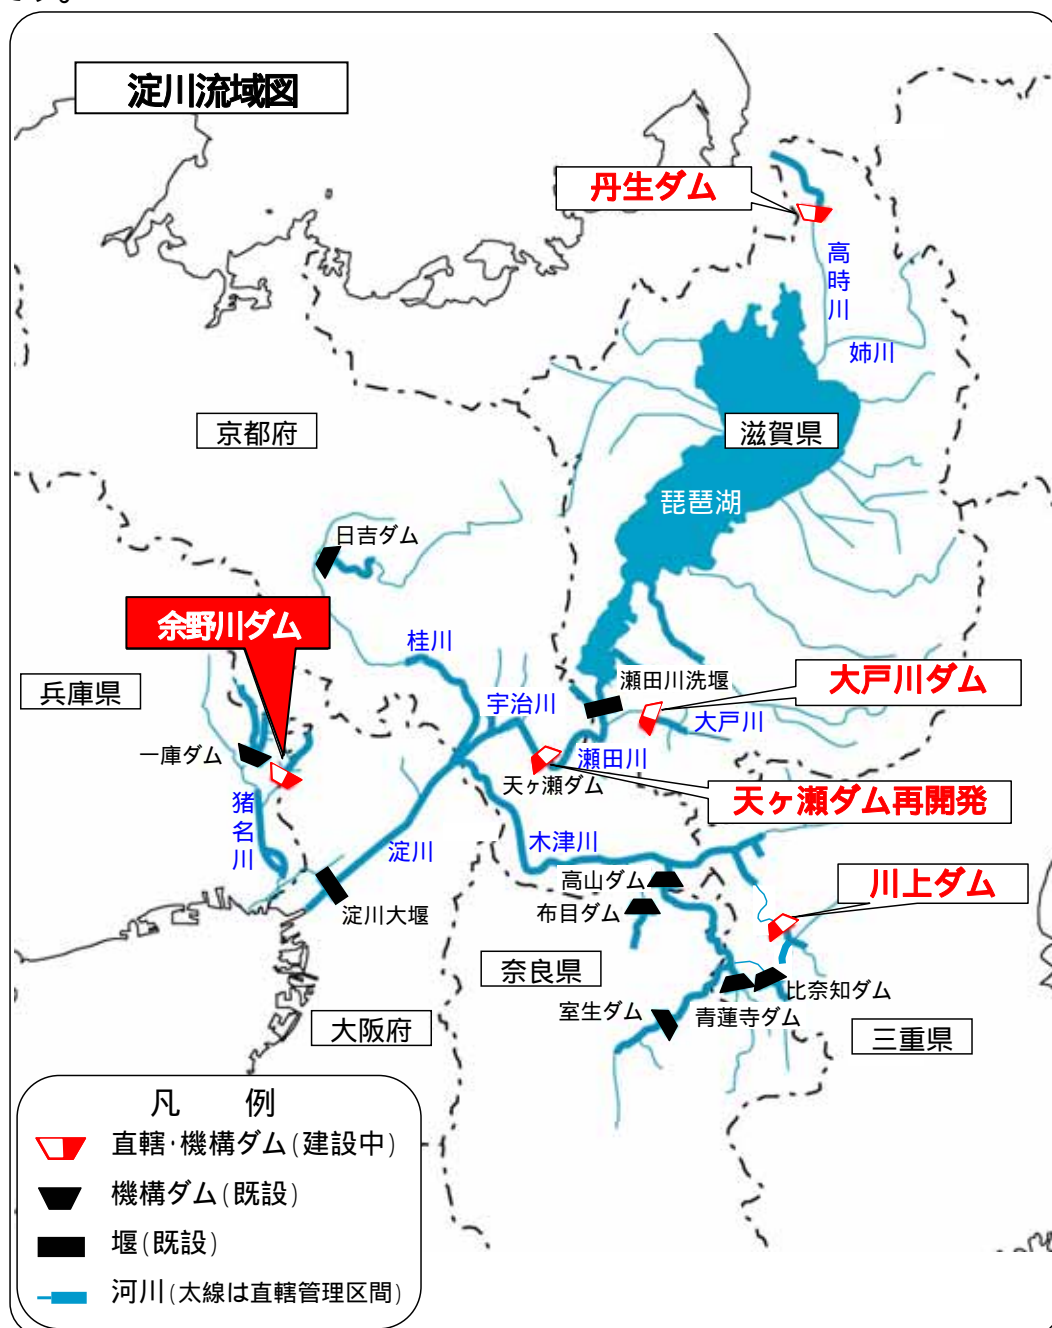 淀川流域図
丹生ダム
高時川
姉川
京都府
滋賀県
琵琶湖
日吉ダム
余野川ダム
桂川
瀬田川洗堰
大戸川ダム
兵庫県
宇治川
大戸川
一庫ダム
瀬田川
天ヶ瀬ダム
天ヶ瀬ダム再開発
猪名川
淀川
木津川
高山ダム
川上ダム
布目ダム
淀川大堰
奈良県
比奈知ダム
室生ダム
青蓮寺ダム
大阪府
三重県
凡 例
直轄・機構ダム(建設中)
機構ダム(既設)
堰(既設)
河川(太線は直轄管理区間)